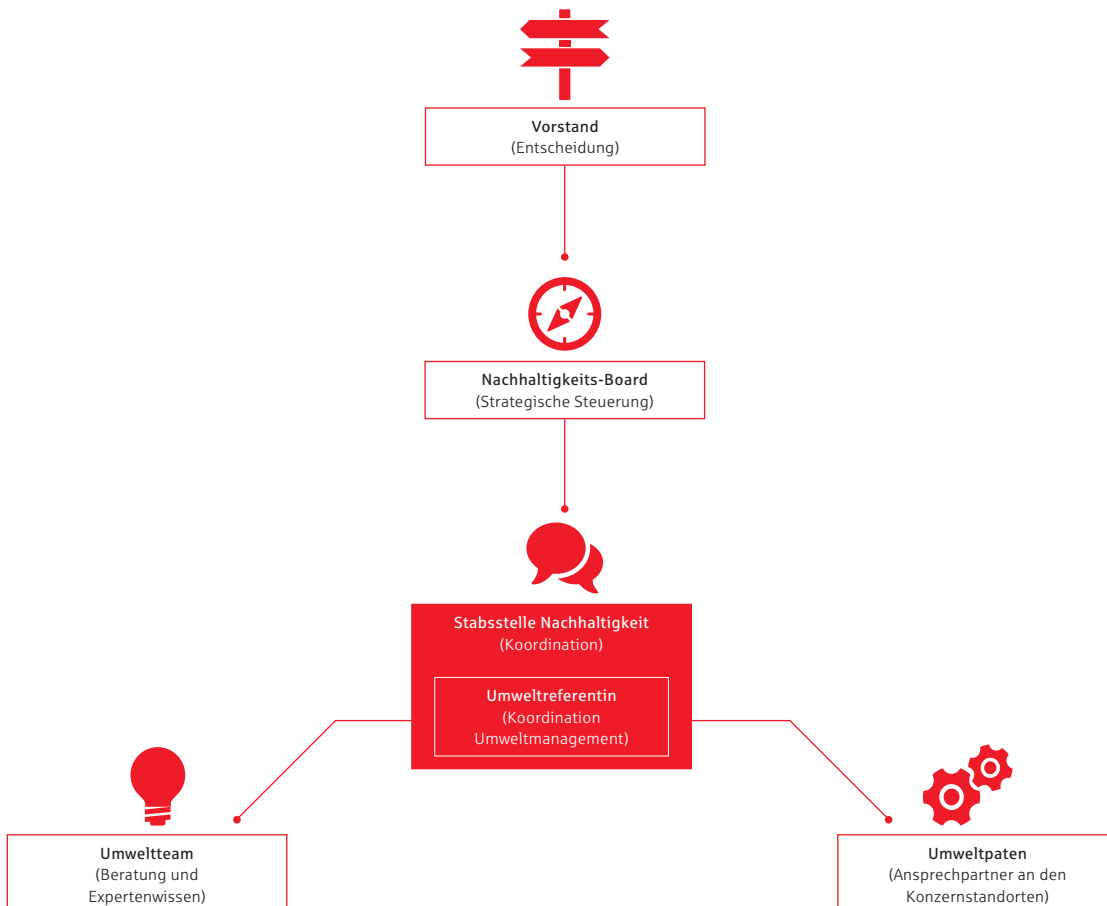 Vorstand
(Entscheidung)
Nachhaltigkeits-Board
(Strategische Steuerung)
Stabsstelle Nachhaltigkeit
(Koordination)
Umweltreferentin
(Koordination
Umweltmanagement)
Umweltteam
(Beratung und
Expertenwissen)
Umweltpaten
(Ansprechpartner an den
Konzernstandorten)